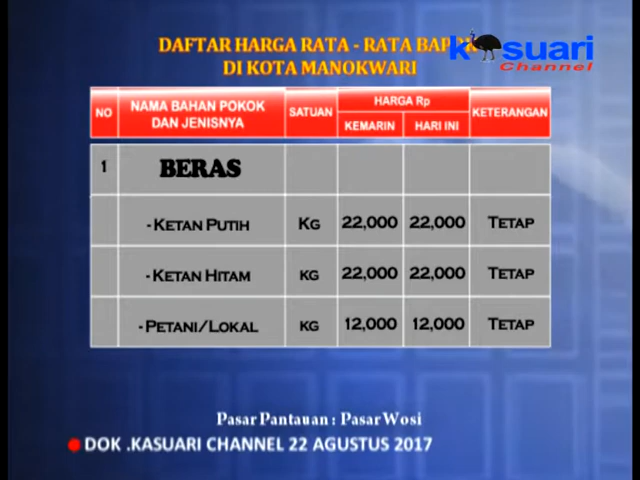 DAFTAR HARGA RATA - RATA
DI KOTA MANOKWARI
kasuari
Channel
NO NAMA BAHAN POKOK DAN JENISNYA SATUAN HARGA Rp KETERANGAN
KEMARIN HARI INI
1 BERAS
- KETAN PUTIH KG 22,000 22,000 TETAP
- KETAN HITAM KG 22,000 22,000 TETAP
- PETANI/LOKAL KG 12,000 12,000 TETAP
Pasar Pantauan : Pasar Wosi
DOK .KASUARI CHANNEL 22 AGUSTUS 2017